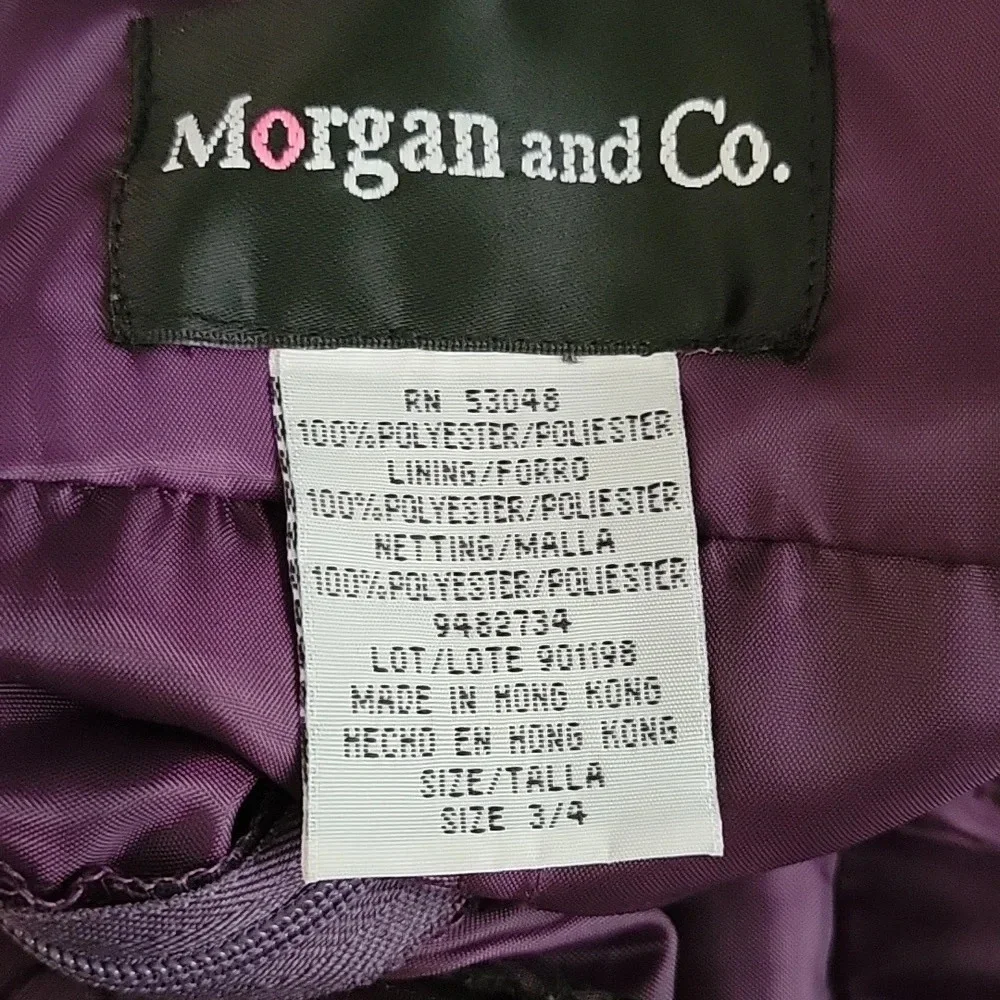 Morgan and Co.
RN 53048
100%POLYESTER/POLIESTER
LINING/FORRO
100%POLYESTER/POLIESTER
NETTING/MALLA
100%POLYESTER/POLIESTER
9482734
LOT/LOTE 901198
MADE IN HONG KONG
HECHO EN HONG KONG
SIZE/TALLA
SIZE 3/4